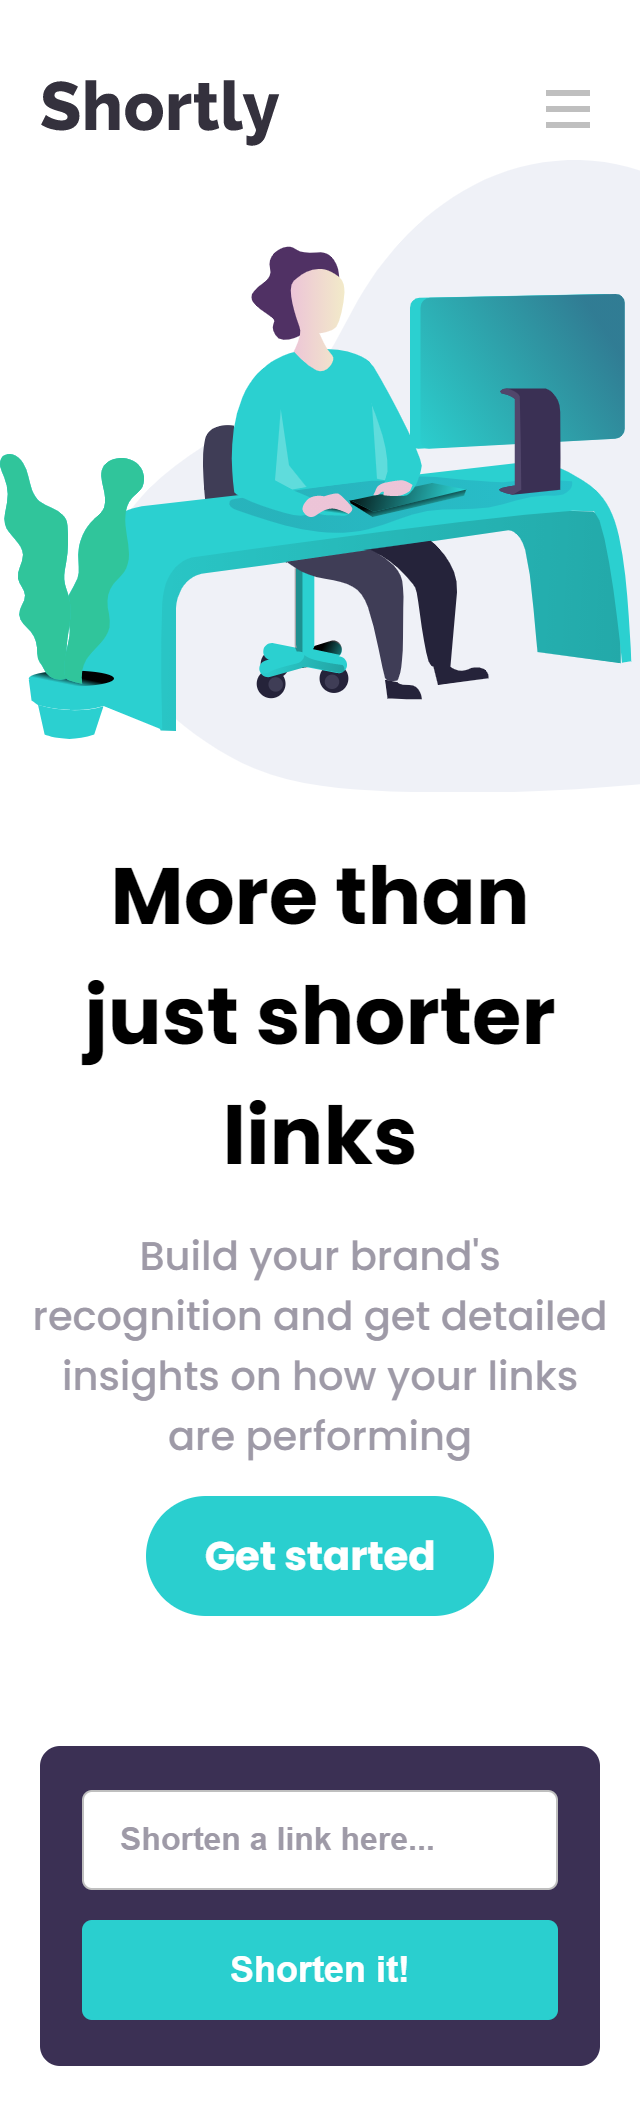 Shortly
More than
just shorter
links
Build your brand's
recognition and get detailed
insights on how your links
are performing
Get started
Shorten a link here...
Shorten it!